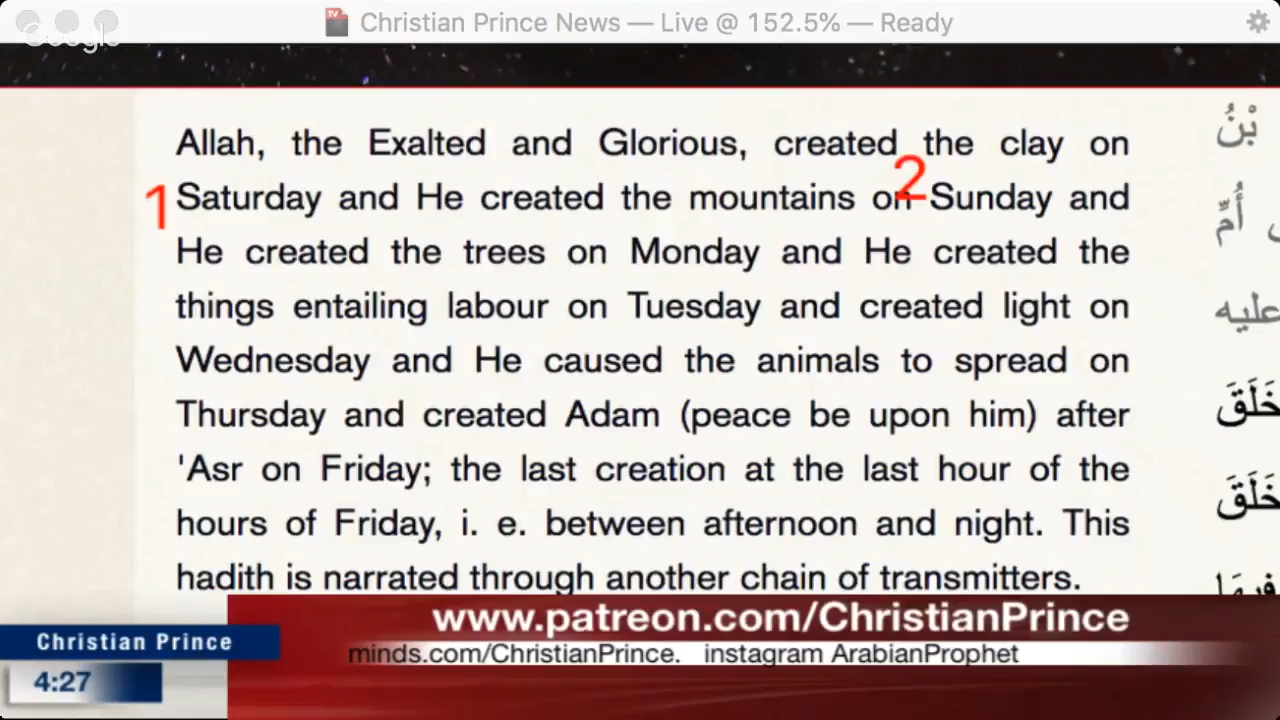 Christian Prince News — Live @ 152.5% — Ready
Google
Allah, the Exalted and Glorious, created the clay on
1 Saturday and He created the mountains on 2 Sunday and
He created the trees on Monday and He created the
things entailing labour on Tuesday and created light on
Wednesday and He caused the animals to spread on
Thursday and created Adam (peace be upon him) after
'Asr on Friday; the last creation at the last hour of the
hours of Friday, i. e. between afternoon and night. This
hadith is narrated through another chain of transmitters.
بْنُ
أُمِّ
عليه
خَلَقَ
خَلَقَ
www.patreon.com/ChristianPrince
Christian Prince
minds.com/ChristianPrince. instagram ArabianProphet
4:27